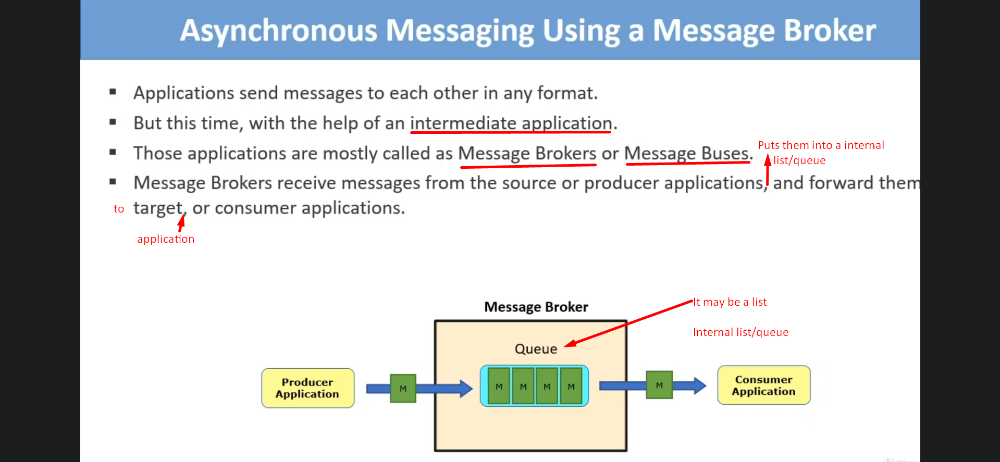 Asynchronous Messaging Using a Message Broker
▪ Applications send messages to each other in any format.
▪ But this time, with the help of an intermediate application.
▪ Those applications are mostly called as Message Brokers or Message Buses.
Puts them into a internal
list/queue
▪ Message Brokers receive messages from the source or producer applications, and forward them
to target, or consumer applications.
application
Message Broker
It may be a list
Internal list/queue
Queue
Producer
Application
M
M M M M
M
Consumer
Application